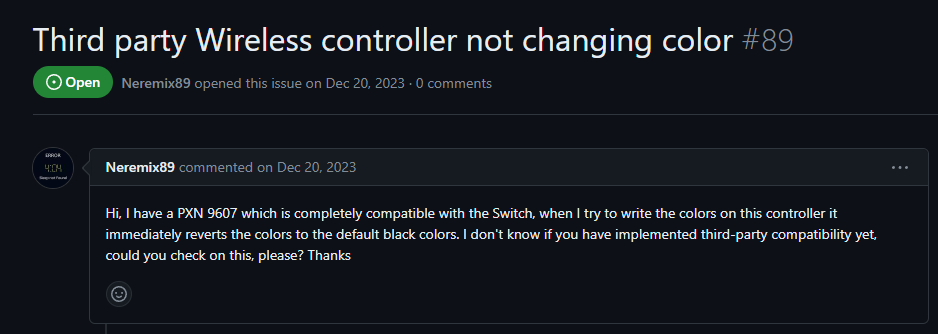 Third party Wireless controller not changing color #89
Open
Neremix89 opened this issue on Dec 20, 2023 · 0 comments
ERROR
4:04
Sleep not found
Neremix89 commented on Dec 20, 2023
Hi, I have a PXN 9607 which is completely compatible with the Switch, when I try to write the colors on this controller it
immediately reverts the colors to the default black colors. I don't know if you have implemented third-party compatibility yet,
could you check on this, please? Thanks